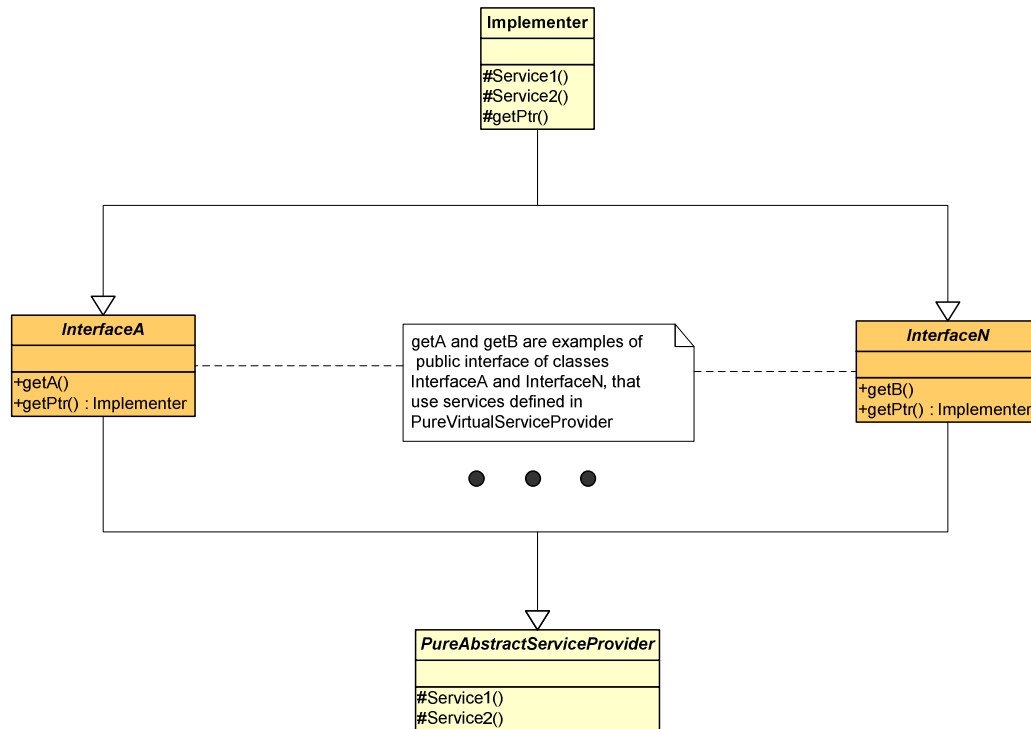 Implementer
#Service1()
#Service2()
#getPtr()
InterfaceA
+getA()
+getPtr() : Implementer
getA and getB are examples of
public interface of classes
InterfaceA and InterfaceN, that
use services defined in
PureVirtualServiceProvider
InterfaceN
+getB()
+getPtr() : Implementer
PureAbstractServiceProvider
#Service1()
#Service2()